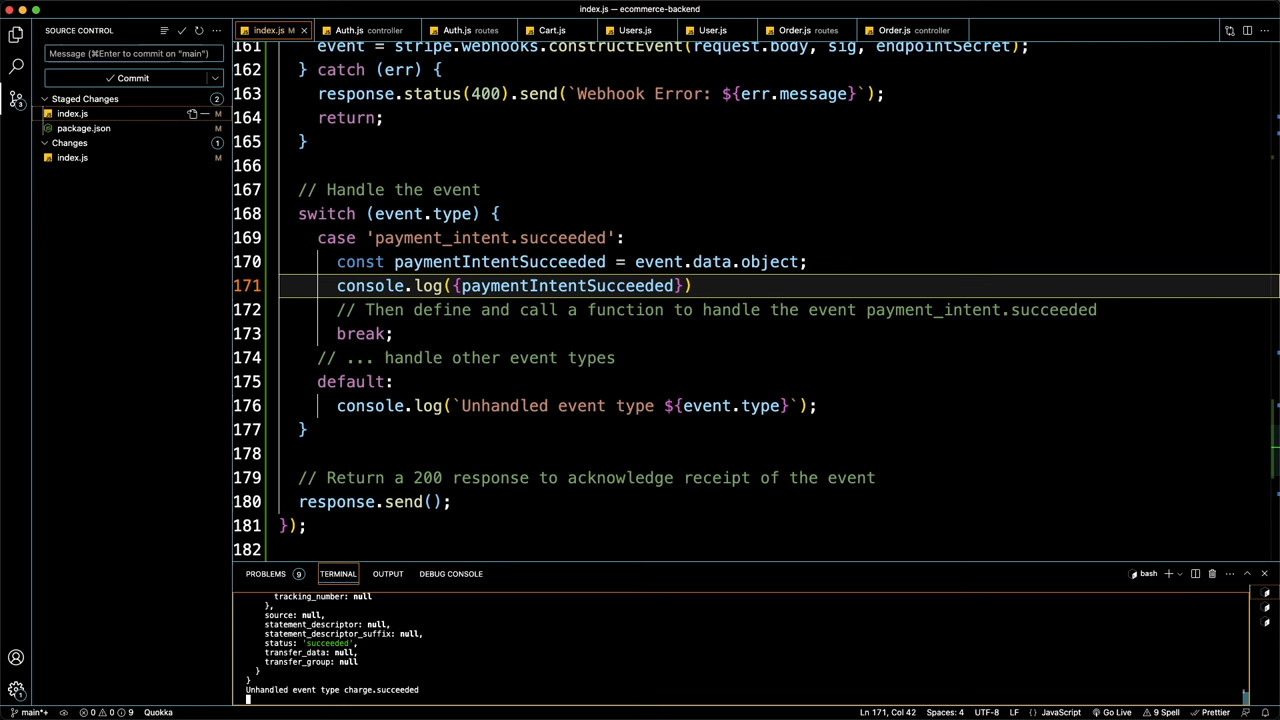 index.js — ecommerce-backend
SOURCE CONTROL
index.js M
Auth.js controller
Auth.js routes
Cart.js
Users.js
User.js
Order.js routes
Order.js controller
Message (⌘Enter to commit on "main")
Commit
Staged Changes 2
index.js M
package.json M
Changes 1
index.js M
3
161 event = stripe.webhooks.constructEvent(request.body, sig, endpointSecret);
162 } catch (err) {
163 response.status(400).send(`Webhook Error: ${err.message}`);
164 return;
165 }
166
167 // Handle the event
168 switch (event.type) {
169 case 'payment_intent.succeeded':
170 const paymentIntentSucceeded = event.data.object;
171 console.log({paymentIntentSucceeded})
172 // Then define and call a function to handle the event payment_intent.succeeded
173 break;
174 // ... handle other event types
175 default:
176 console.log(`Unhandled event type ${event.type}`);
177 }
178
179 // Return a 200 response to acknowledge receipt of the event
180 response.send();
181 });
182
PROBLEMS 9 TERMINAL OUTPUT DEBUG CONSOLE bash
tracking_number: null
},
source: null,
statement_descriptor: null,
statement_descriptor_suffix: null,
status: 'succeeded',
transfer_data: null,
transfer_group: null
}
}
Unhandled event type charge.succeeded
1
main*+ 0 0 9 Quokka Ln 171, Col 42 Spaces: 4 UTF-8 LF {} JavaScript Go Live 9 Spell Prettier